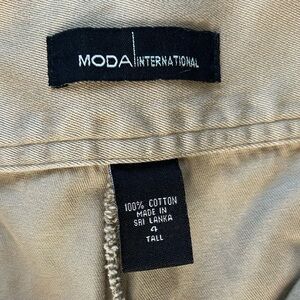 MODA INTERNATIONAL
100% COTTON
MADE IN
SRI LANKA
4
TALL